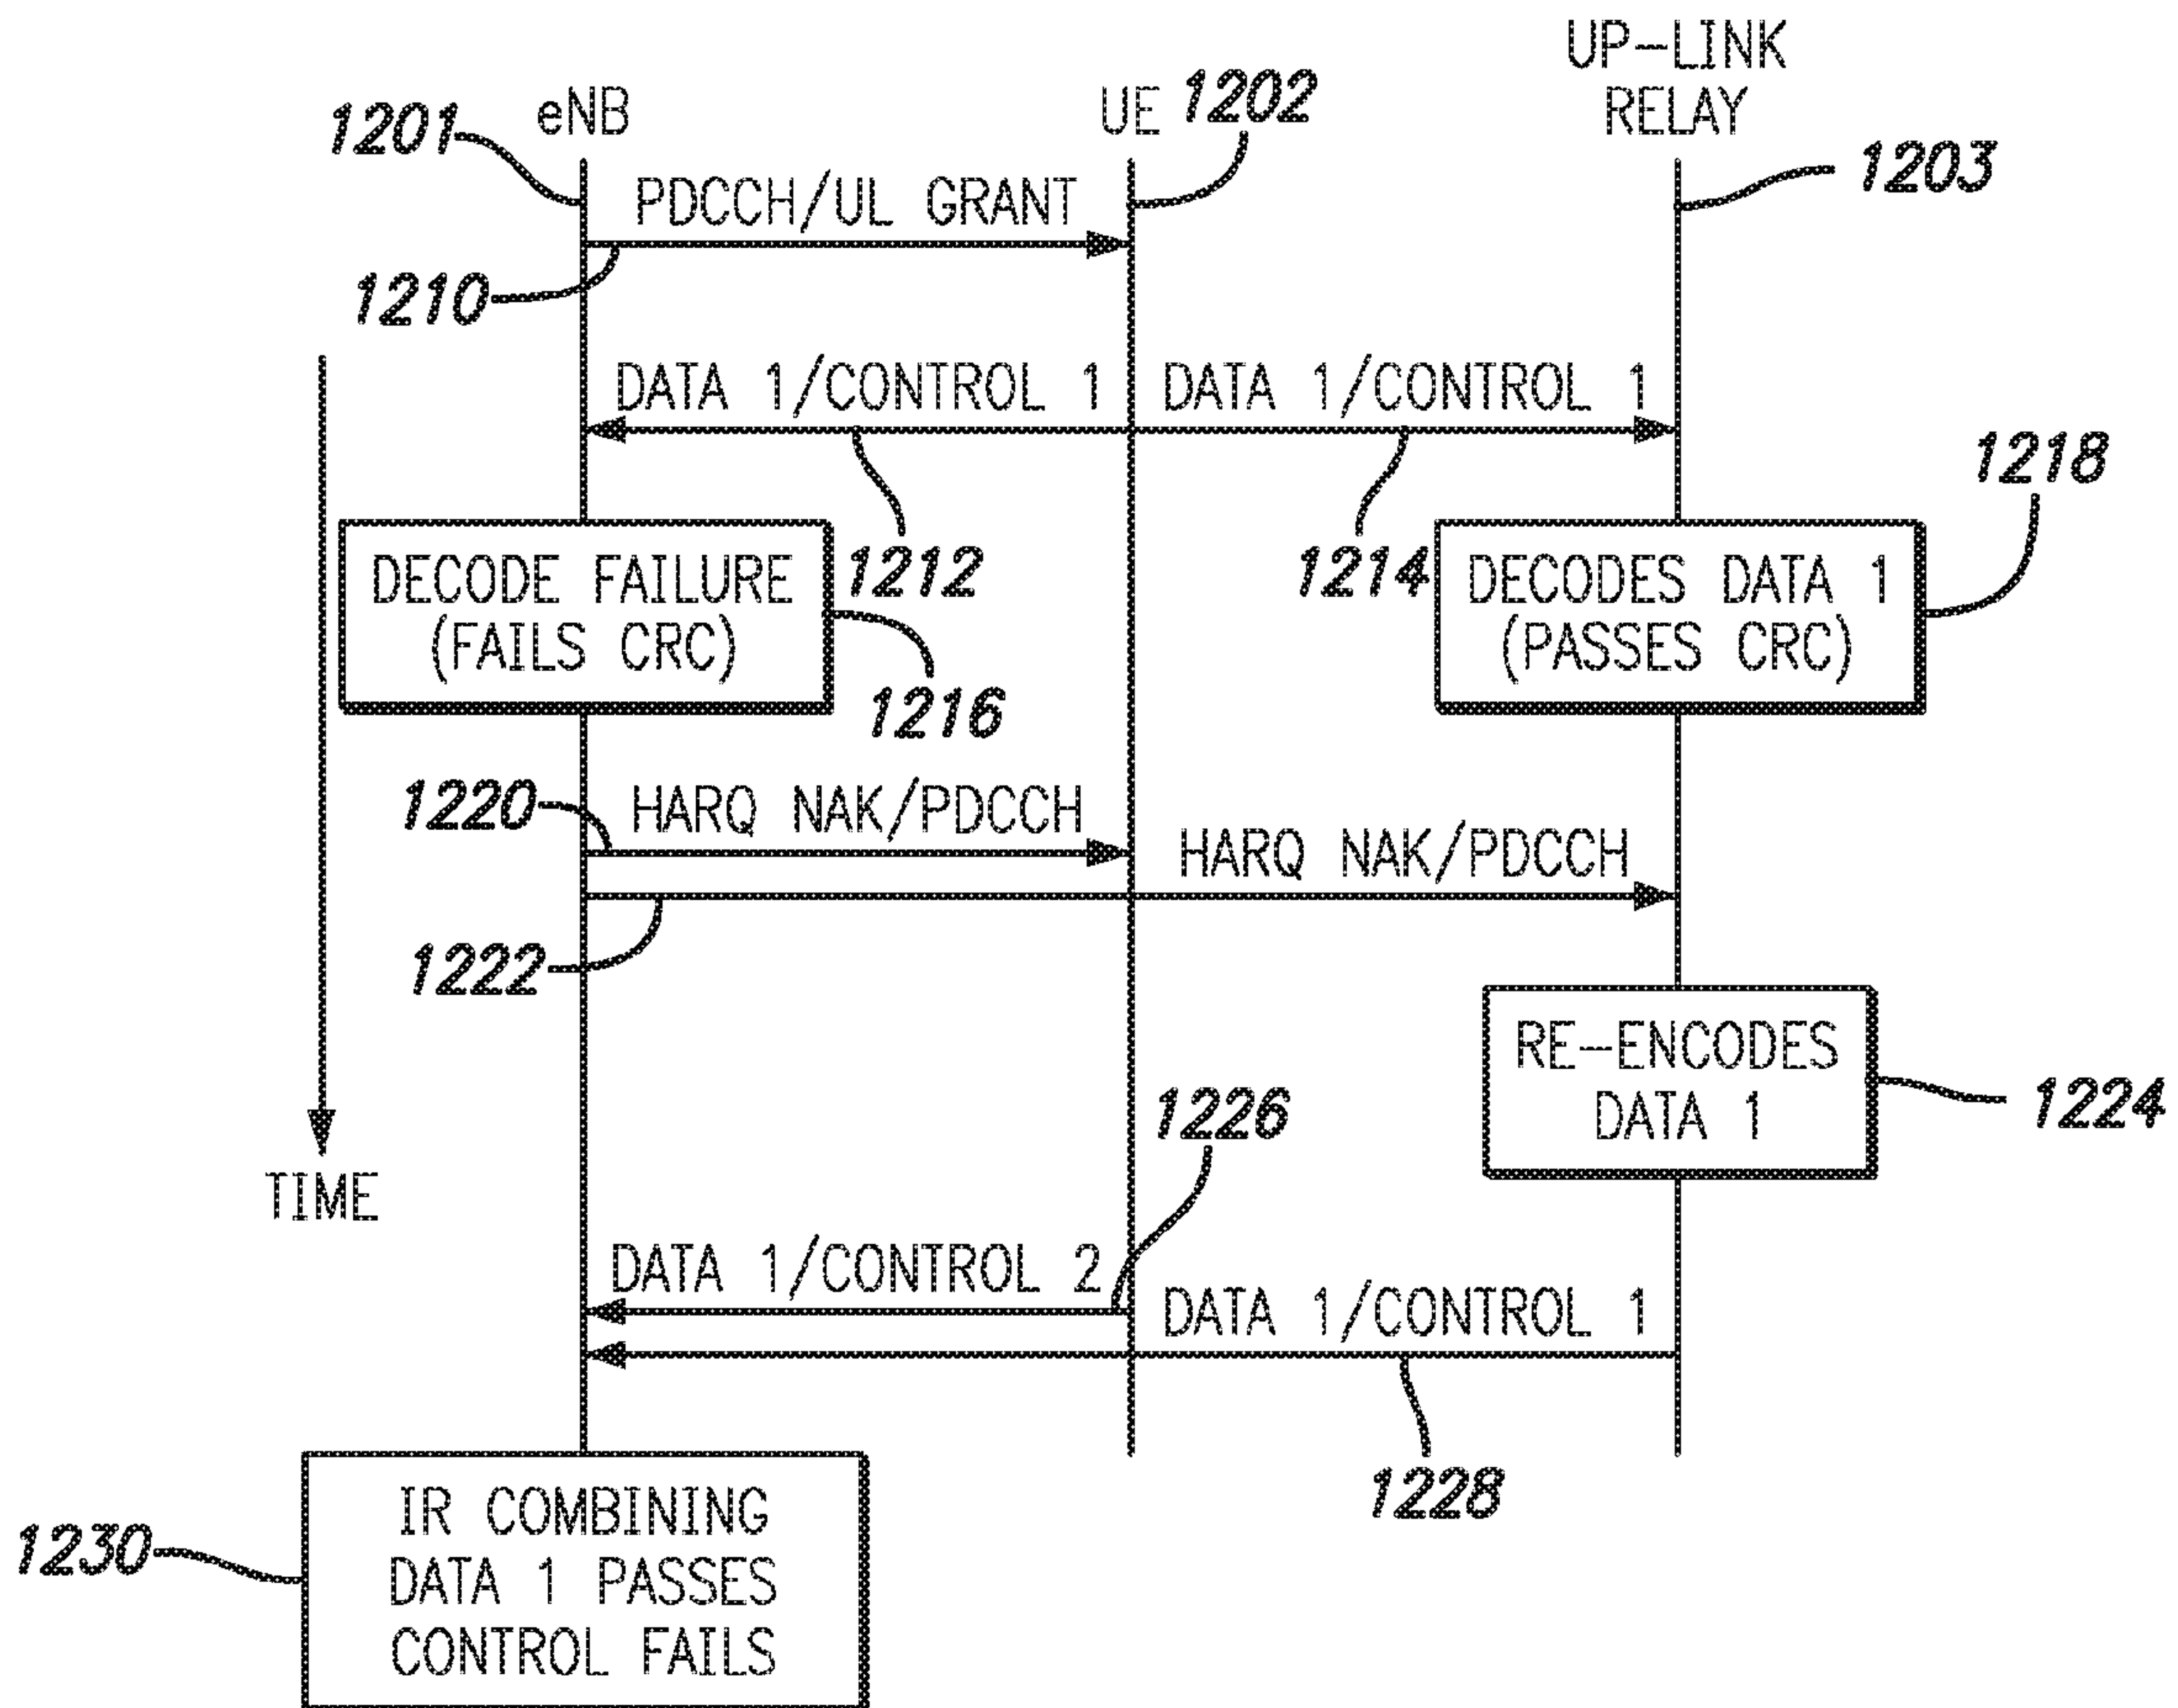 UP-LINK
RELAY
eNB
UE
1201
1202
1203
PDCCH/UL GRANT
1210
DATA 1/CONTROL 1
DATA 1/CONTROL 1
1212
1214
1218
DECODE FAILURE
(FAILS CRC)
DECODES DATA 1
(PASSES CRC)
1216
1220
HARQ NAK/PDCCH
HARQ NAK/PDCCH
1222
RE-ENCODES
DATA 1
1224
1226
TIME
DATA 1/CONTROL 2
DATA 1/CONTROL 1
1228
IR COMBINING
DATA 1 PASSES
CONTROL FAILS
1230